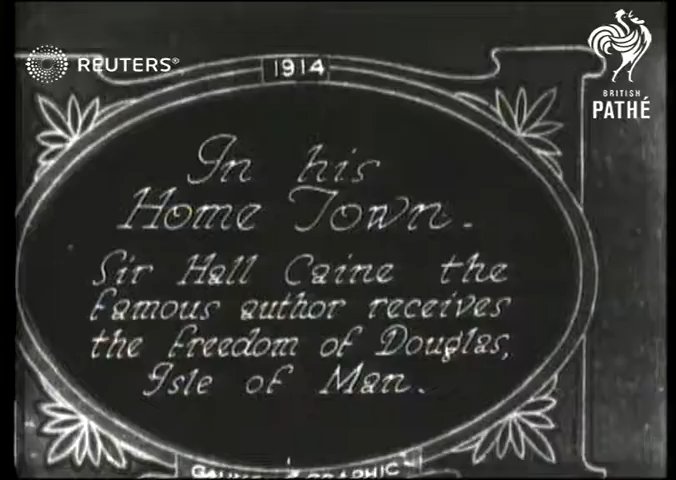 REUTERS
BRITISH
PATHÉ
1914
In his
Home Town.
Sir Hall Caine the
famous author receives
the freedom of Douglas,
Isle of Man.